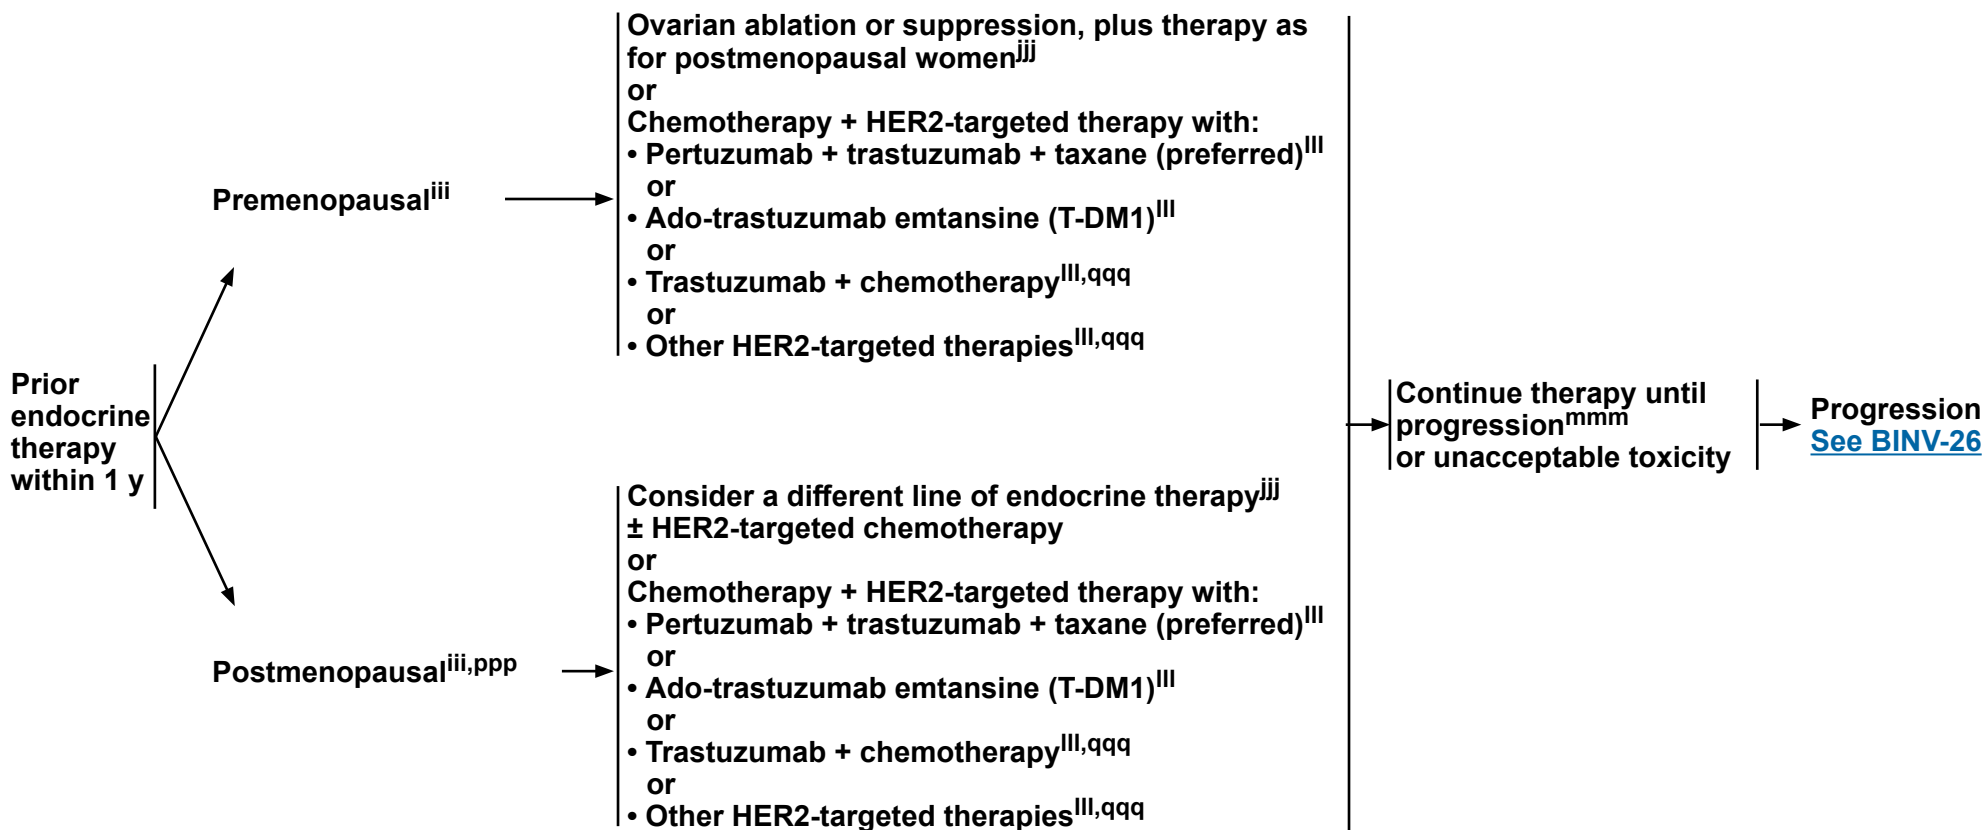 Prior
endocrine
therapy
within 1 y
Premenopausaliii
Ovarian ablation or suppression, plus therapy as
for postmenopausal womenjjj
or
Chemotherapy + HER2-targeted therapy with:
• Pertuzumab + trastuzumab + taxane (preferred)lll
or
• Ado-trastuzumab emtansine (T-DM1)lll
or
• Trastuzumab + chemotherapylll,qqq
or
• Other HER2-targeted therapieslll,qqq
Postmenopausaliii,ppp
Consider a different line of endocrine therapyjjj
± HER2-targeted chemotherapy
or
Chemotherapy + HER2-targeted therapy with:
• Pertuzumab + trastuzumab + taxane (preferred)lll
or
• Ado-trastuzumab emtansine (T-DM1)lll
or
• Trastuzumab + chemotherapylll,qqq
or
• Other HER2-targeted therapieslll,qqq
Continue therapy until
progressionmmm
or unacceptable toxicity
Progression
See BINV-26